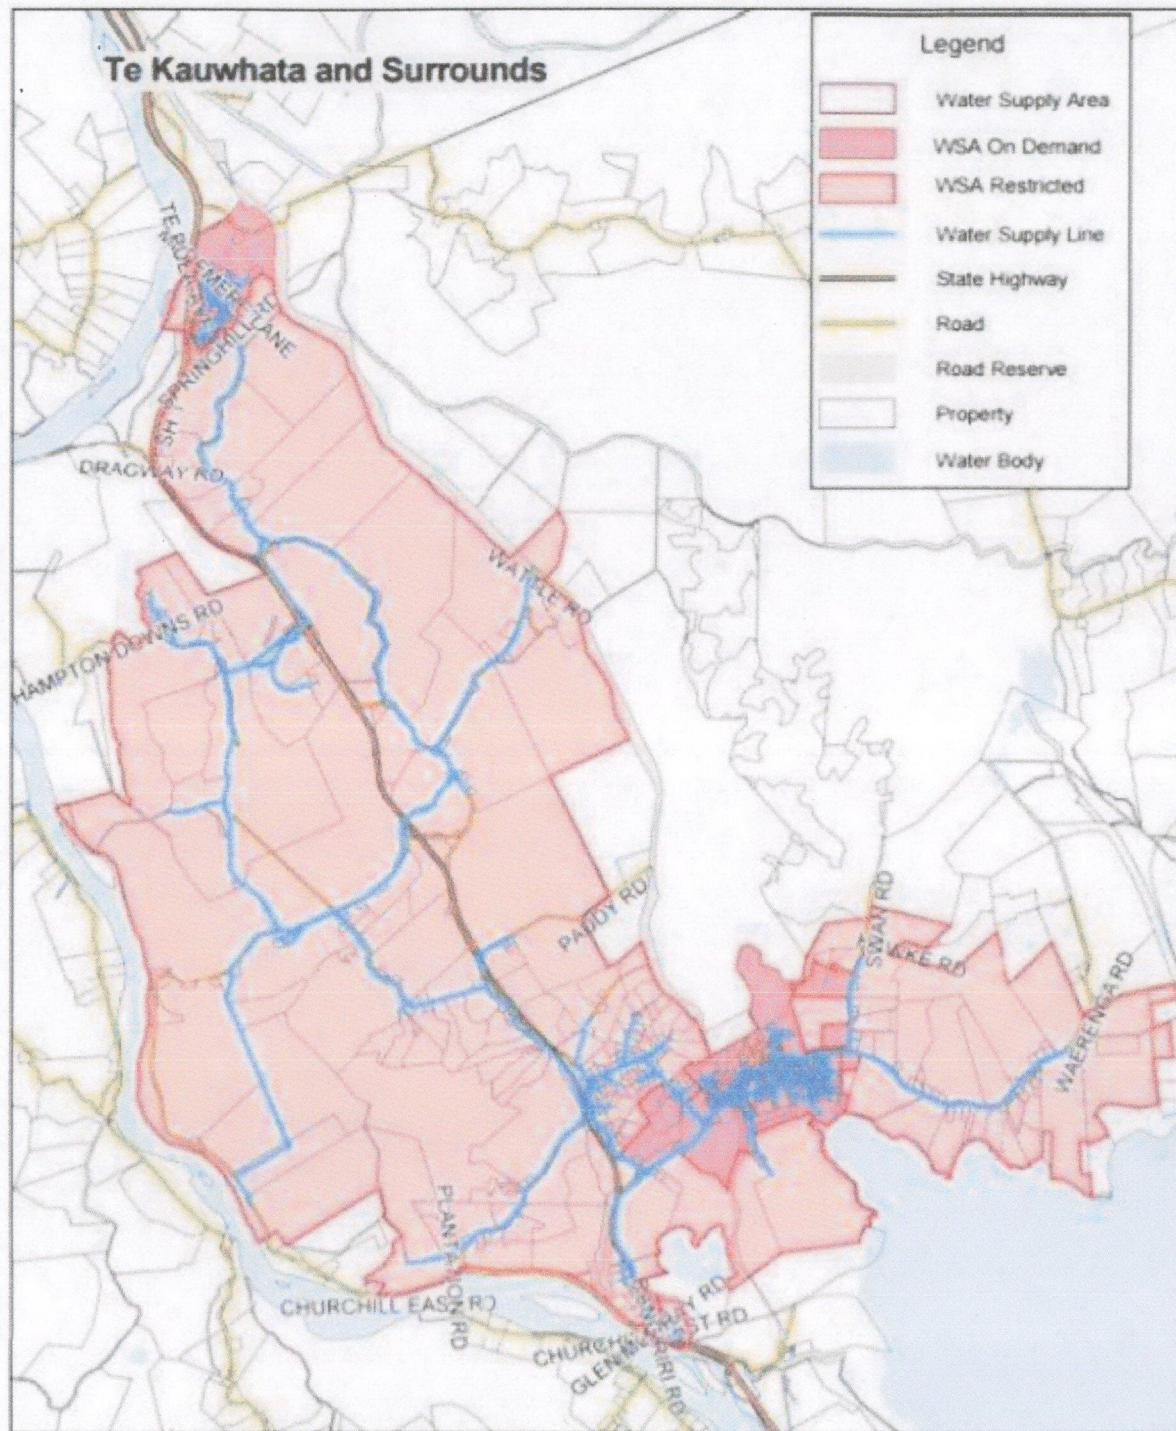 Te Kauwhata and Surrounds
Legend
Water Supply Area
WSA On Demand
WSA Restricted
Water Supply Line
State Highway
Road
Road Reserve
Property
Water Body
SPRINGHILL RD
LANE
SH 1
DRAGWAY RD
WATTLE RD
HAMPTON DOWNS RD
PADDY RD
SWAN RD
WAERENGA RD
PLANTATION RD
CHURCHILL EAST RD
RD